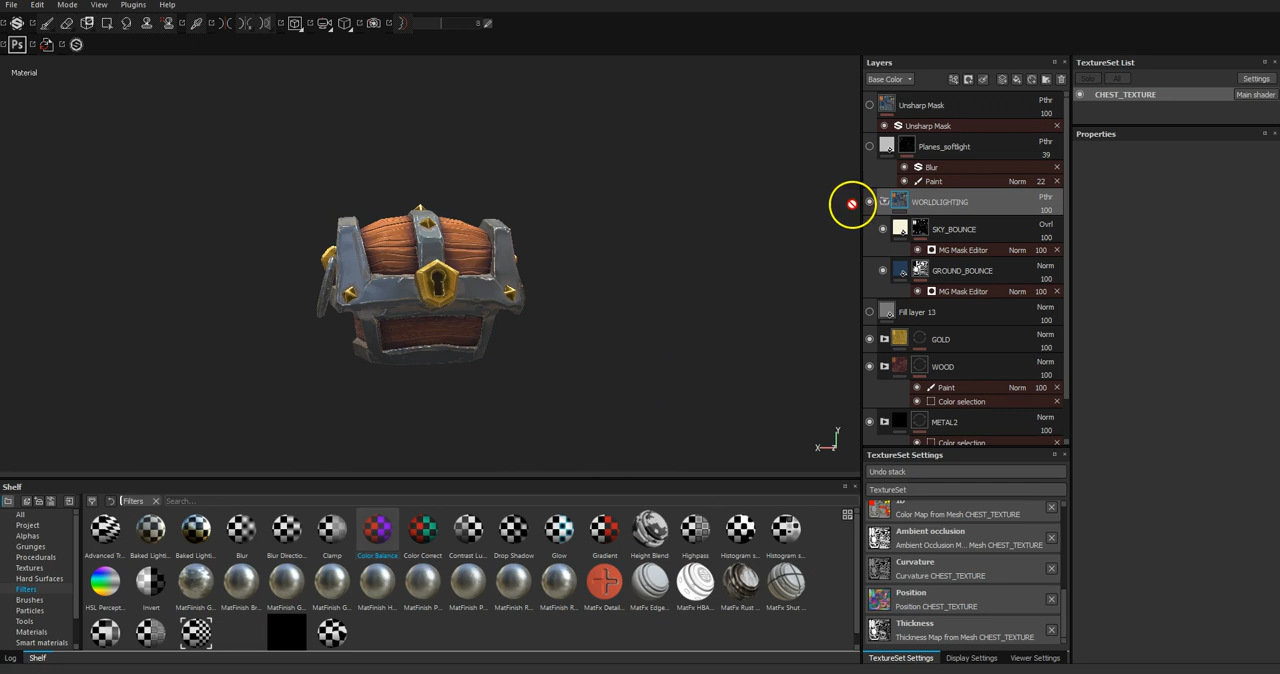 File Edit Mode Window View Plugins Help
8
Ps
Material
Y
X Z
Layers
Base Color
Unsharp Mask Pthr 100
Unsharp Mask
Planes_softlight Pthr 39
Blur
Paint Norm 22
WORLDLIGHTING Pthr 100
SKY_BOUNCE Ovrl 100
MG Mask Editor Norm 100
GROUND_BOUNCE Norm 100
MG Mask Editor Norm 100
Fill layer 13 Norm 100
GOLD Norm 100
WOOD Norm 100
Paint Norm 100
Color selection
METAL2 Norm 100
Color selection
TextureSet List
Solo All Settings
CHEST_TEXTURE Main shader
Properties
TextureSet Settings
Undo stack
TextureSet
ID
Color Map from Mesh CHEST_TEXTURE
Ambient occlusion
Ambient Occlusion M... Mesh CHEST_TEXTURE
Curvature
Curvature CHEST_TEXTURE
Position
Position CHEST_TEXTURE
Thickness
Thickness Map from Mesh CHEST_TEXTURE
TextureSet Settings Display Settings Viewer Settings
Shelf
Filters Search...
All
Project
Alphas
Grunges
Procedurals
Textures
Hard Surfaces
Filters
Brushes
Particles
Tools
Materials
Smart materials
Advanced Tr... Baked Lighti... Baked Lighti... Blur Blur Direction... Clamp Color Balance Color Correct Contrast Lu... Drop Shadow Glow Gradient Height Blend Highpass Histogram s... Histogram s...
HSL Percept... Invert MatFinish G... MatFinish Br... MatFinish G... MatFinish H... MatFinish P... MatFinish P... MatFinish R... MatFinish R... MatFx Detail... MatFx Edge... MatFx HBA... MatFx Rust ... MatFx Shut ...
Log Shelf